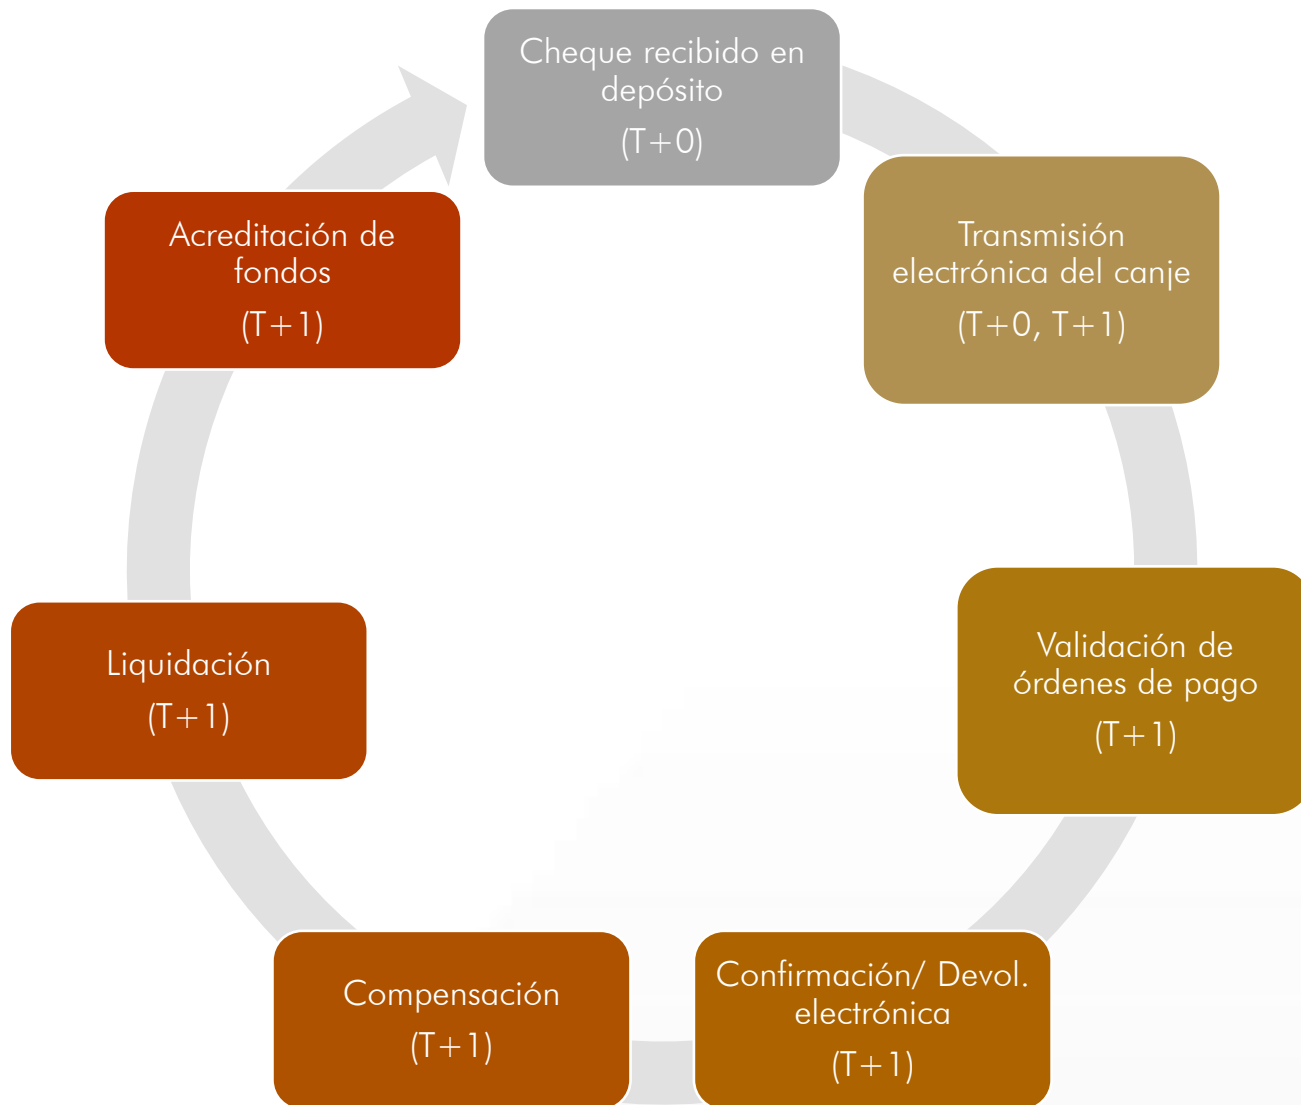 Cheque recibido en
depósito
(T+0)
Transmisión
electrónica del canje
(T+0, T+1)
Validación de
órdenes de pago
(T+1)
Confirmación/ Devol.
electrónica
(T+1)
Compensación
(T+1)
Liquidación
(T+1)
Acreditación de
fondos
(T+1)